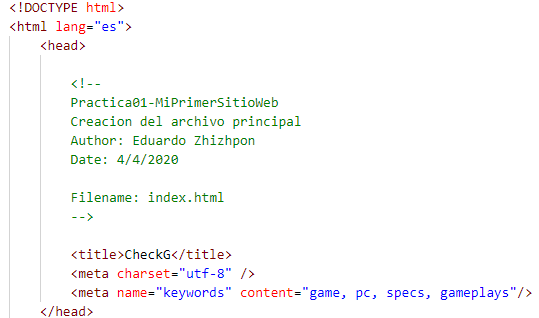 <!DOCTYPE html>
<html lang="es">
<head>
<!--
Practica01-MiPrimerSitioWeb
Creacion del archivo principal
Author: Eduardo Zhizhpon
Date: 4/4/2020
Filename: index.html
-->
<title>CheckG</title>
<meta charset="utf-8" />
<meta name="keywords" content="game, pc, specs, gameplays"/>
</head>